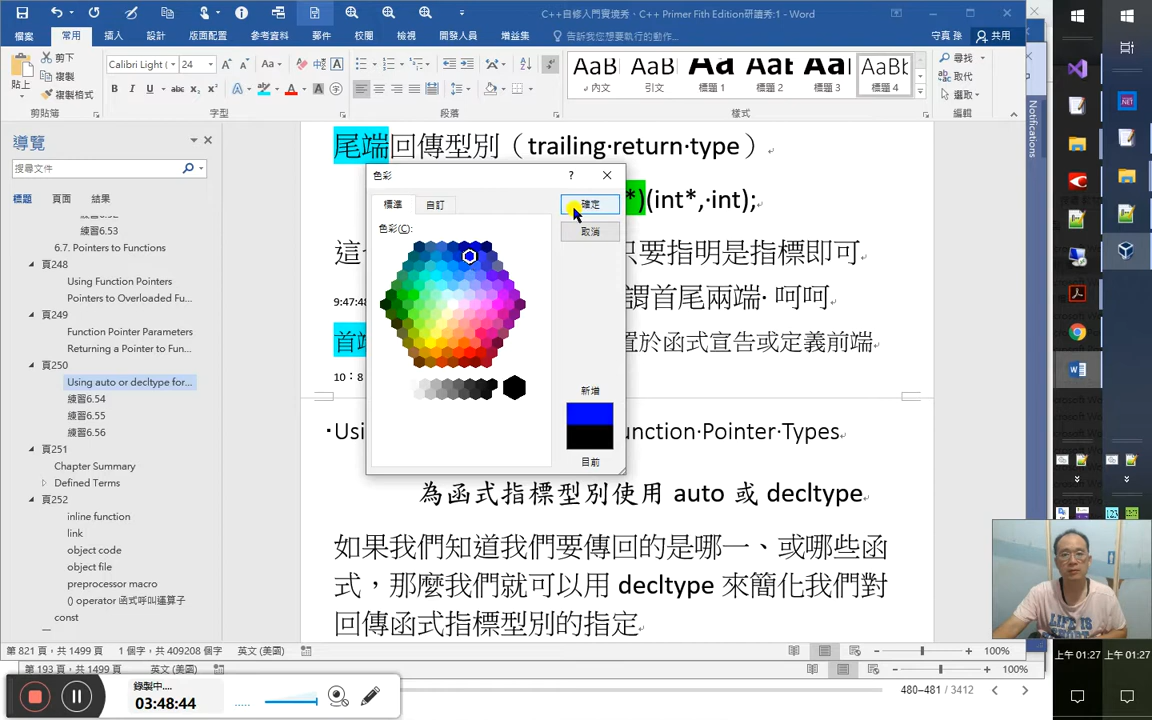 C++自修入門實境秀、C++ Primer Fith Edition研讀秀:1 - Word
檔案 常用 插入 設計 版面配置 參考資料 郵件 校閱 檢視 開發人員 增益集 告訴我您想要執行的動作... 守真 孫 共用
貼上 剪下 複製 複製格式 剪貼簿
Calibri Light ( 24
字型
段落
AaB AaB Aa AaB AaB AaBb
內文 引文 標題 1 標題 2 標題 3 標題 4
樣式
尋找 取代 選取 編輯
Notifications
導覽
搜尋文件
標題 頁面 結果
練習6.53
6.7. Pointers to Functions
頁248
Using Function Pointers
Pointers to Overloaded Fu...
頁249
Function Pointer Parameters
Returning a Pointer to Fun...
頁250
Using auto or decltype for...
練習6.54
練習6.55
練習6.56
頁251
Chapter Summary
Defined Terms
頁252
inline function
link
object code
object file
preprocessor macro
() operator 函式呼叫運算子
const
尾端回傳型別（trailing·return·type）
*)(int*,·int);
這 只要指明是指標即可
9:47:48 謂首尾兩端· 呵呵
首端 置於函式宣告或定義前端
10：8
Usi unction·Pointer·Types
為函式指標型別使用 auto 或 decltype
如果我們知道我們要傳回的是哪一、或哪些函
式，那麼我們就可以用 decltype 來簡化我們對
回傳函式指標型別的指定
色彩
標準 自訂
色彩(C):
確定
取消
新增
目前
第 821 頁，共 1499 頁 1 個字，共 409208 個字 英文 (美國) 100%
第 193 頁，共 1499 頁 英文 (美國) 100%
錄製中....
03:48:44
480–481 / 3412
上午 01:27 上午 01:27